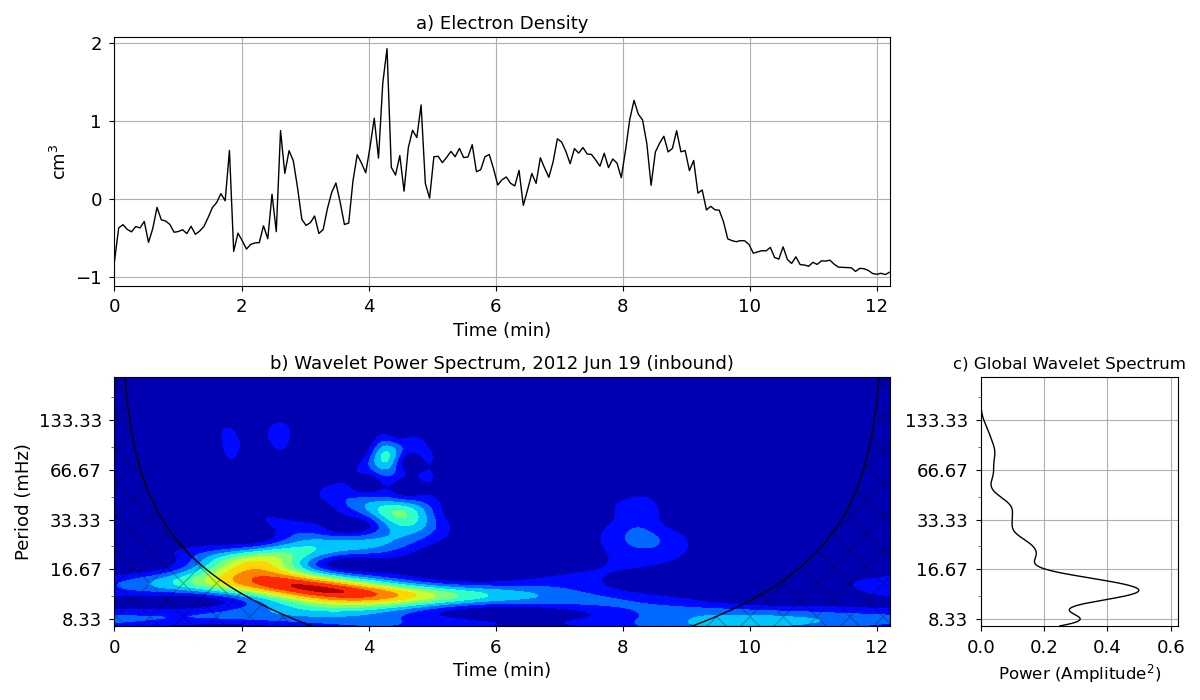 a) Electron Density
2
1
0
−1
cm³
0 2 4 6 8 10 12
Time (min)
b) Wavelet Power Spectrum, 2012 Jun 19 (inbound)
133.33
66.67
33.33
16.67
8.33
Period (mHz)
0 2 4 6 8 10 12
Time (min)
c) Global Wavelet Spectrum
133.33
66.67
33.33
16.67
8.33
0.0 0.2 0.4 0.6
Power (Amplitude²)